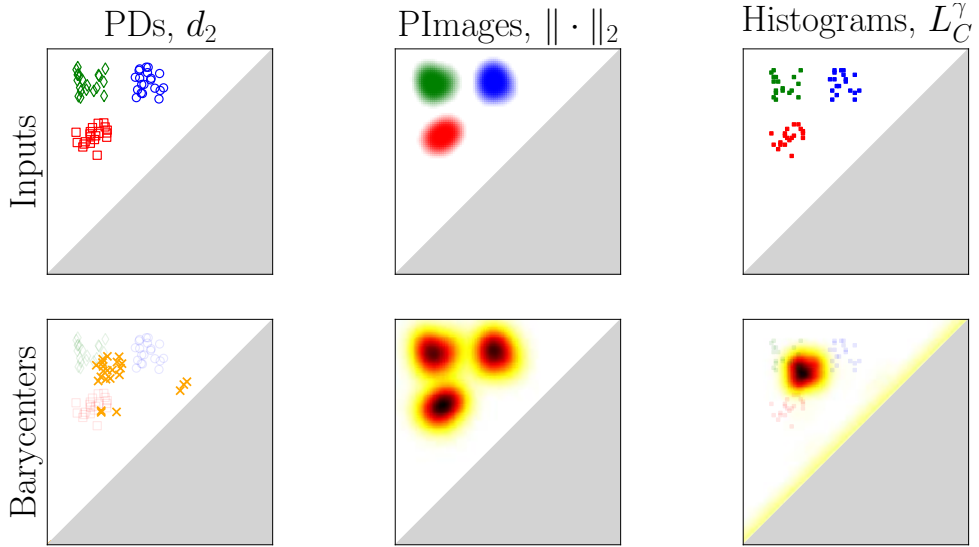 PDs, $d_2$
PImages, $\| \cdot \|_2$
Histograms, $L_C^\gamma$
Inputs
Barycenters